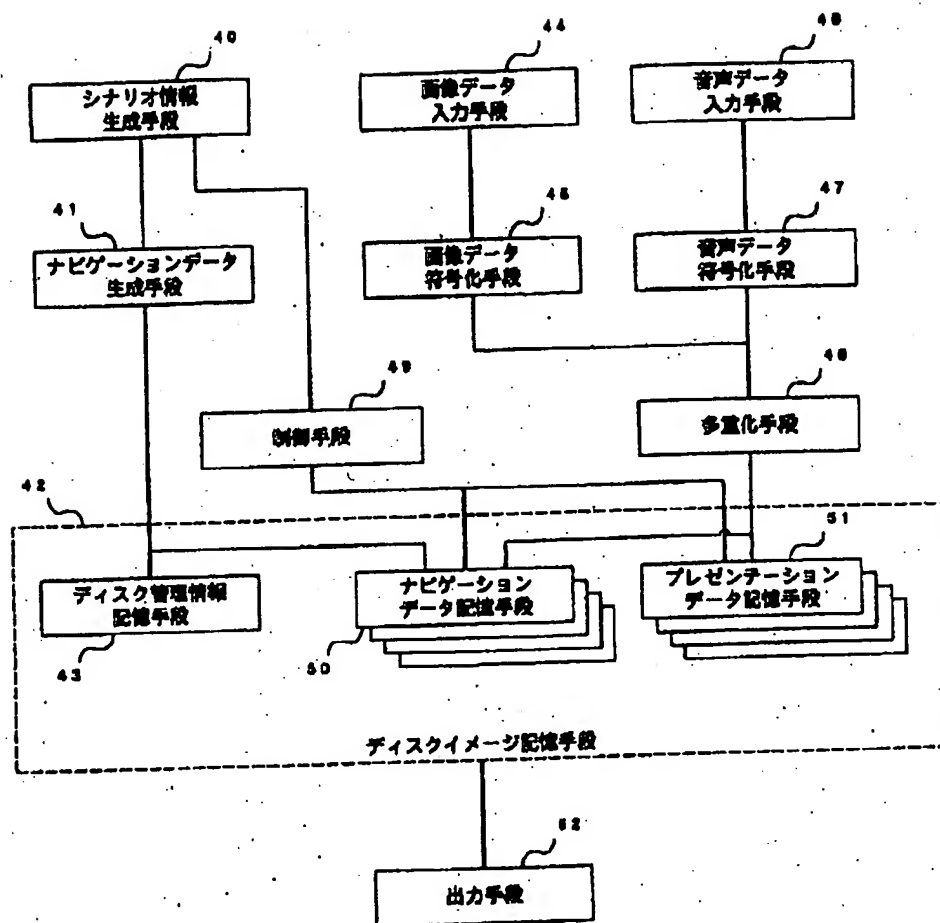 40
シナリオ情報
生成手段
44
画像データ
入力手段
46
音声データ
入力手段
41
ナビゲーションデータ
生成手段
45
画像データ
符号化手段
47
音声データ
符号化手段
49
制御手段
48
多重化手段
42
ディスク管理情報
記憶手段
43
ナビゲーション
データ記憶手段
50
51
プレゼンテーション
データ記憶手段
ディスクイメージ記憶手段
52
出力手段